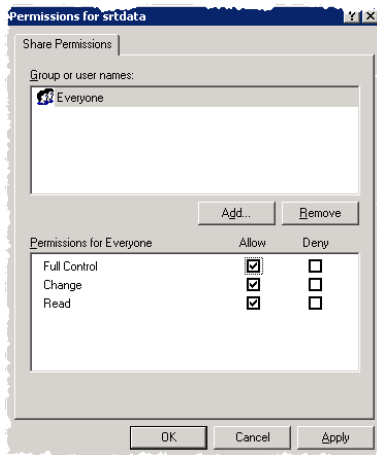 Permissions for srtdata
Share Permissions
Group or user names:
Everyone
Add... Remove
Permissions for Everyone Allow Deny
Full Control
Change
Read
OK Cancel Apply